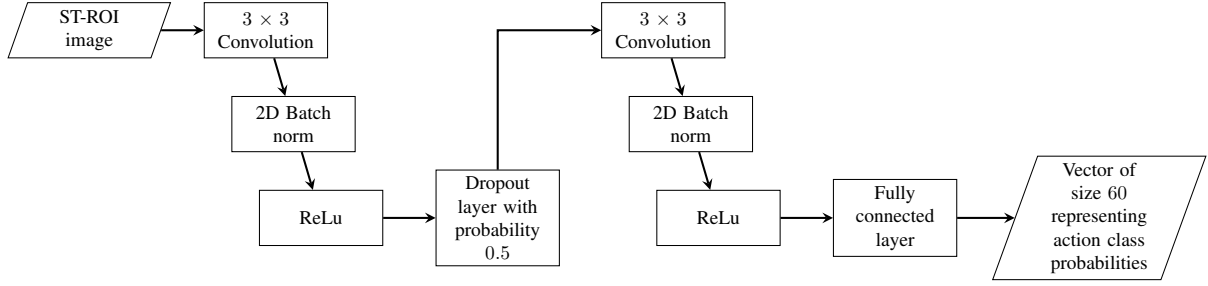 ST-ROI
image
3 × 3
Convolution
2D Batch
norm
ReLu
Dropout
layer with
probability
0.5
3 × 3
Convolution
2D Batch
norm
ReLu
Fully
connected
layer
Vector of
size 60
representing
action class
probabilities